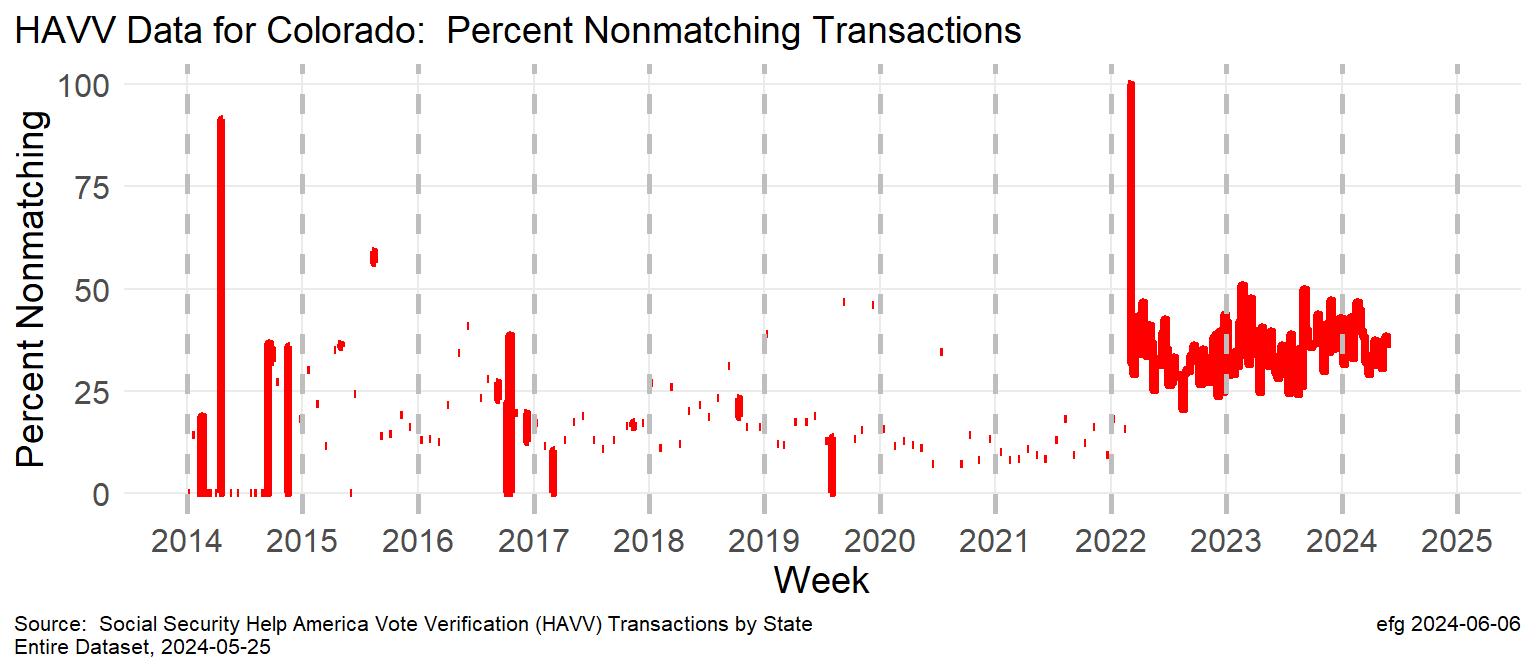 HAVV Data for Colorado:  Percent Nonmatching Transactions
Percent Nonmatching
100
75
50
25
0
2014 2015 2016 2017 2018 2019 2020 2021 2022 2023 2024 2025
Week
Source:  Social Security Help America Vote Verification (HAVV) Transactions by State
Entire Dataset, 2024-05-25
efg 2024-06-06